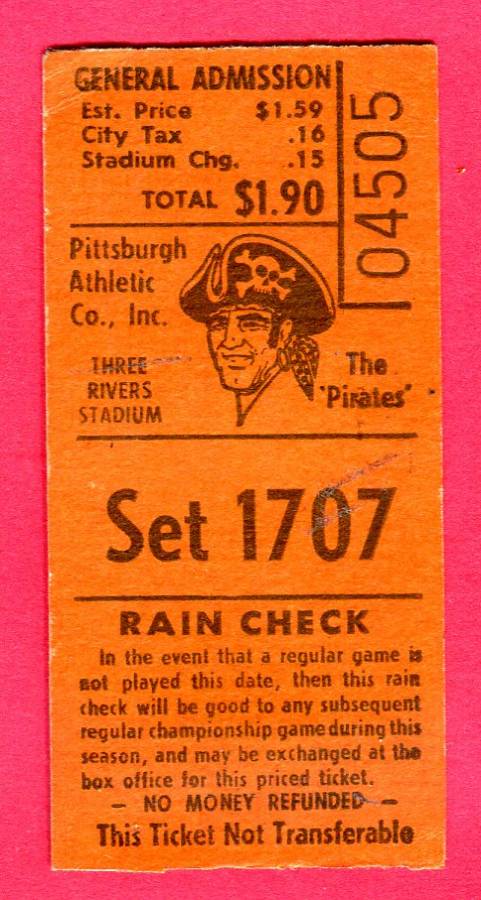 GENERAL ADMISSION
Est. Price $1.59
City Tax .16
Stadium Chg. .15
TOTAL $1.90
04505
Pittsburgh
Athletic
Co., Inc.
THREE
RIVERS
STADIUM
The
'Pirates'
Set 1707
RAIN CHECK
In the event that a regular game is
not played this date, then this rain
check will be good to any subsequent
regular championship game during this
season, and may be exchanged at the
box office for this priced ticket.
— NO MONEY REFUNDED —
This Ticket Not Transferable